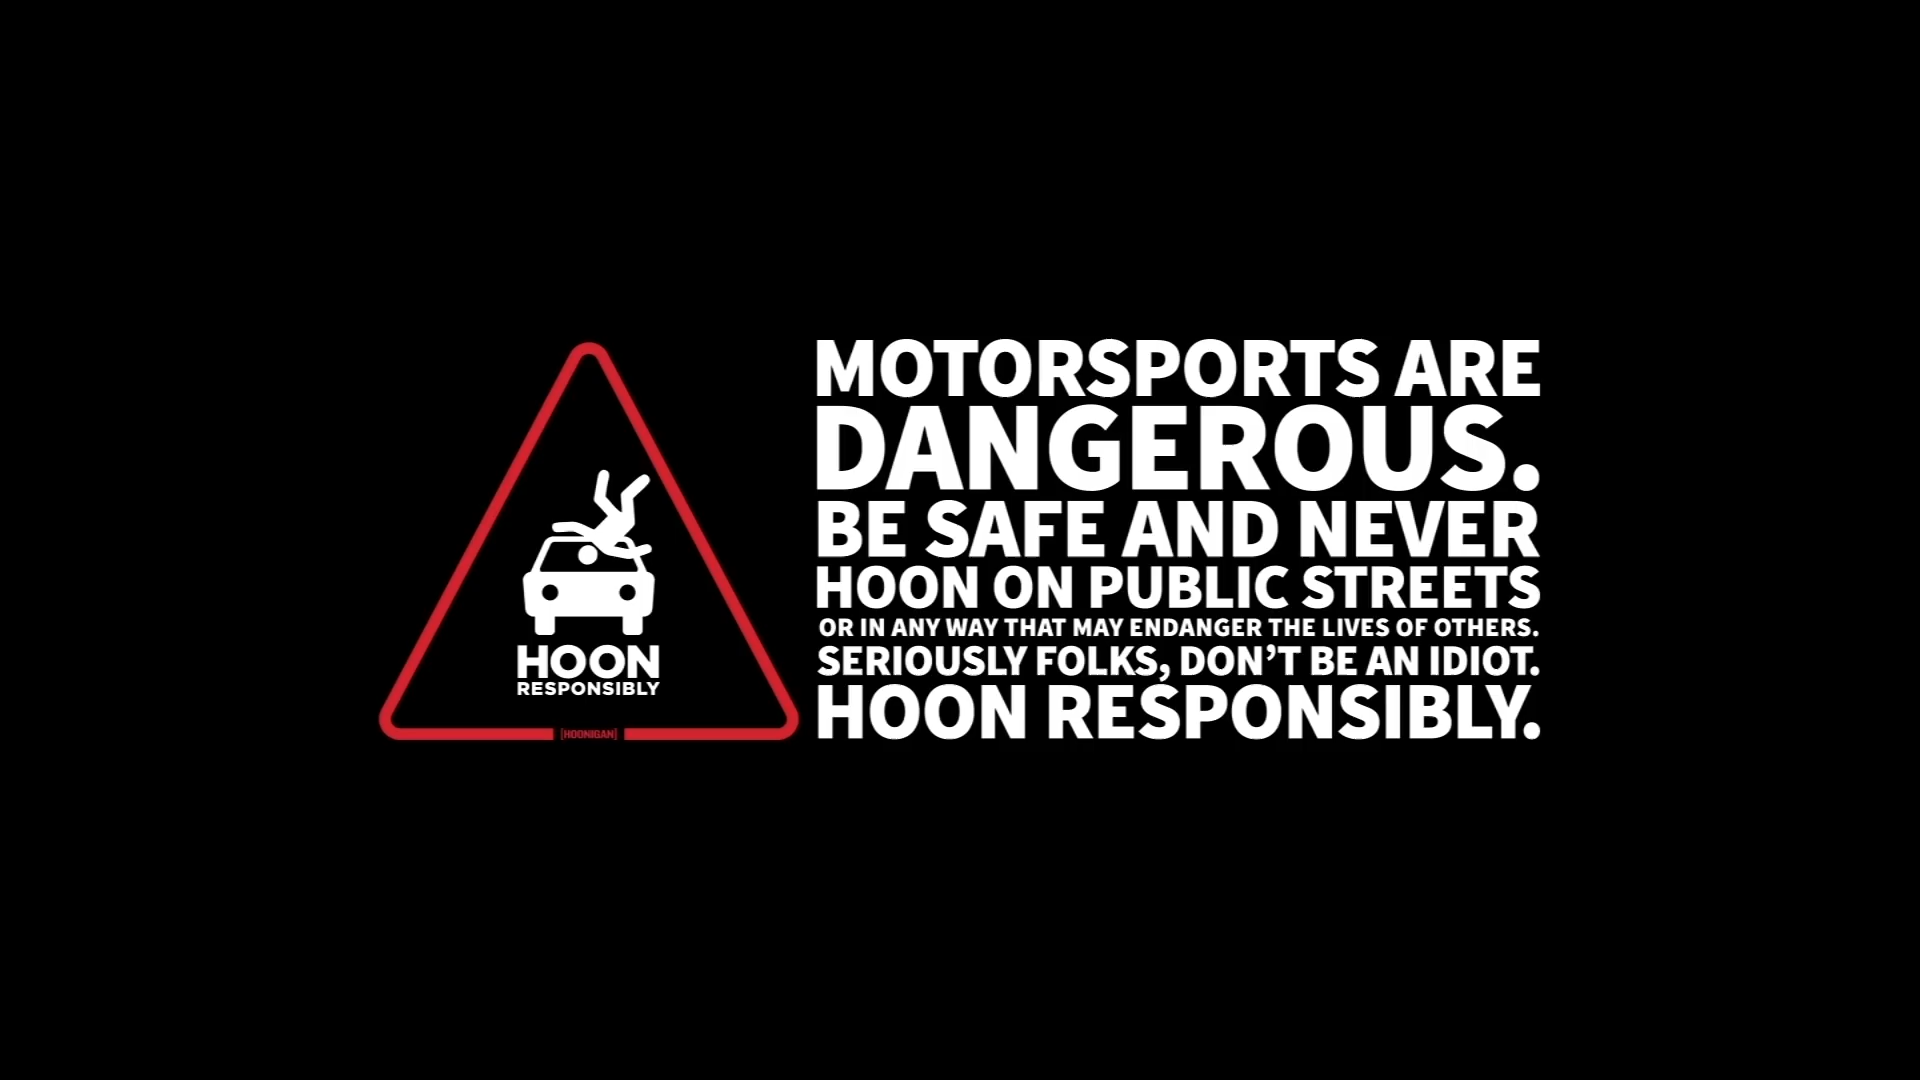 HOON
RESPONSIBLY
[HOONIGAN]
MOTORSPORTS ARE
DANGEROUS.
BE SAFE AND NEVER
HOON ON PUBLIC STREETS
OR IN ANY WAY THAT MAY ENDANGER THE LIVES OF OTHERS.
SERIOUSLY FOLKS, DON’T BE AN IDIOT.
HOON RESPONSIBLY.